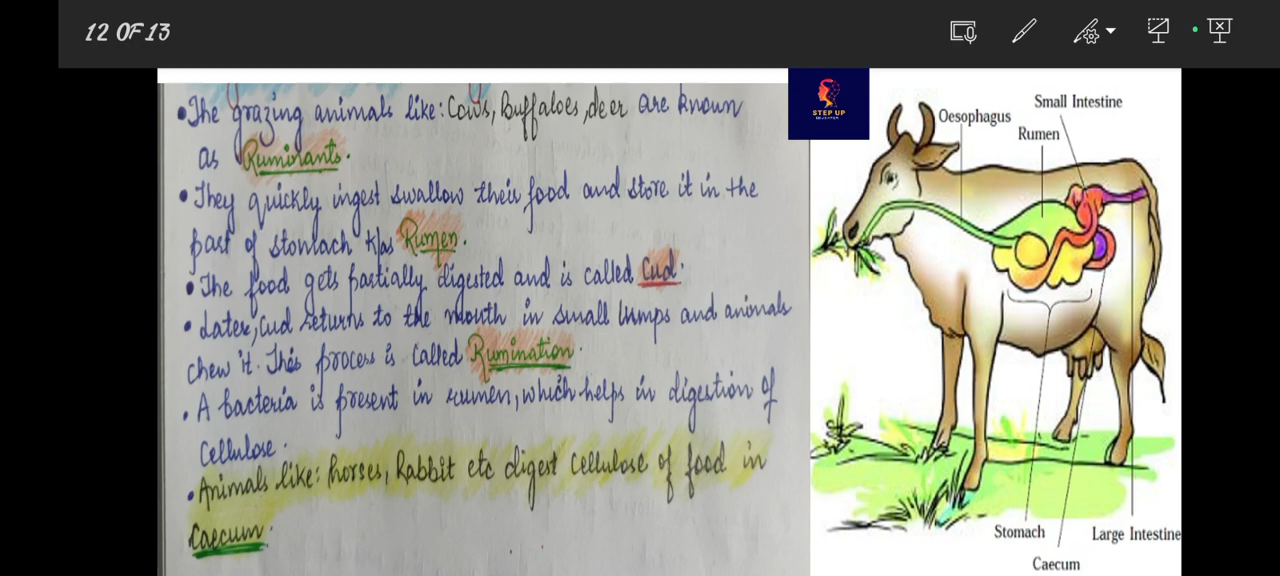 12 OF 13
•The grazing animals like: Cows, Buffaloes, deer are known
as Ruminants.
• They quickly ingest swallow their food and store it in the
part of stomach k/as Rumen.
• The food gets partially digested and is called Cud.
• Later, Cud returns to the mouth in small lumps and animals
chew it. This process is called Rumination.
• A bacteria is present in rumen, which helps in digestion of
Cellulose.
• Animals like: horses, Rabbit etc digest Cellulose of food in
Caecum.
STEP UP
Small Intestine
Oesophagus
Rumen
Stomach
Large Intestine
Caecum